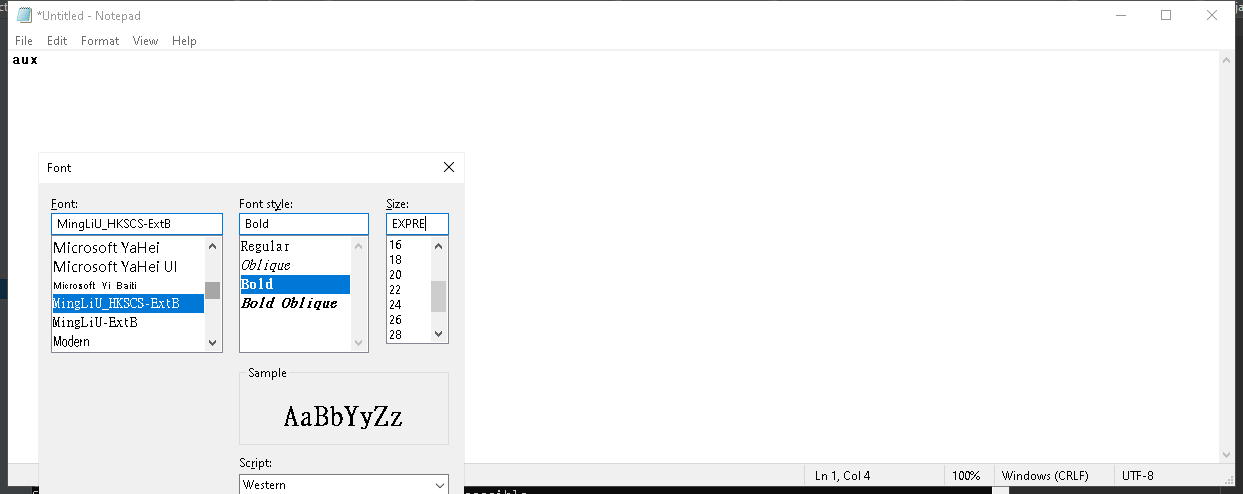 *Untitled - Notepad
File Edit Format View Help
aux
Font
Font: Font style: Size:
MingLiU_HKSCS-ExtB Bold EXPRE
Microsoft YaHei
Microsoft YaHei UI
Microsoft Yi Baiti
MingLiU_HKSCS-ExtB
MingLiU-ExtB
Modern
Regular
Oblique
Bold
Bold Oblique
16
18
20
22
24
26
28
Sample
AaBbYyZz
Script:
Western
Ln 1, Col 4 100% Windows (CRLF) UTF-8